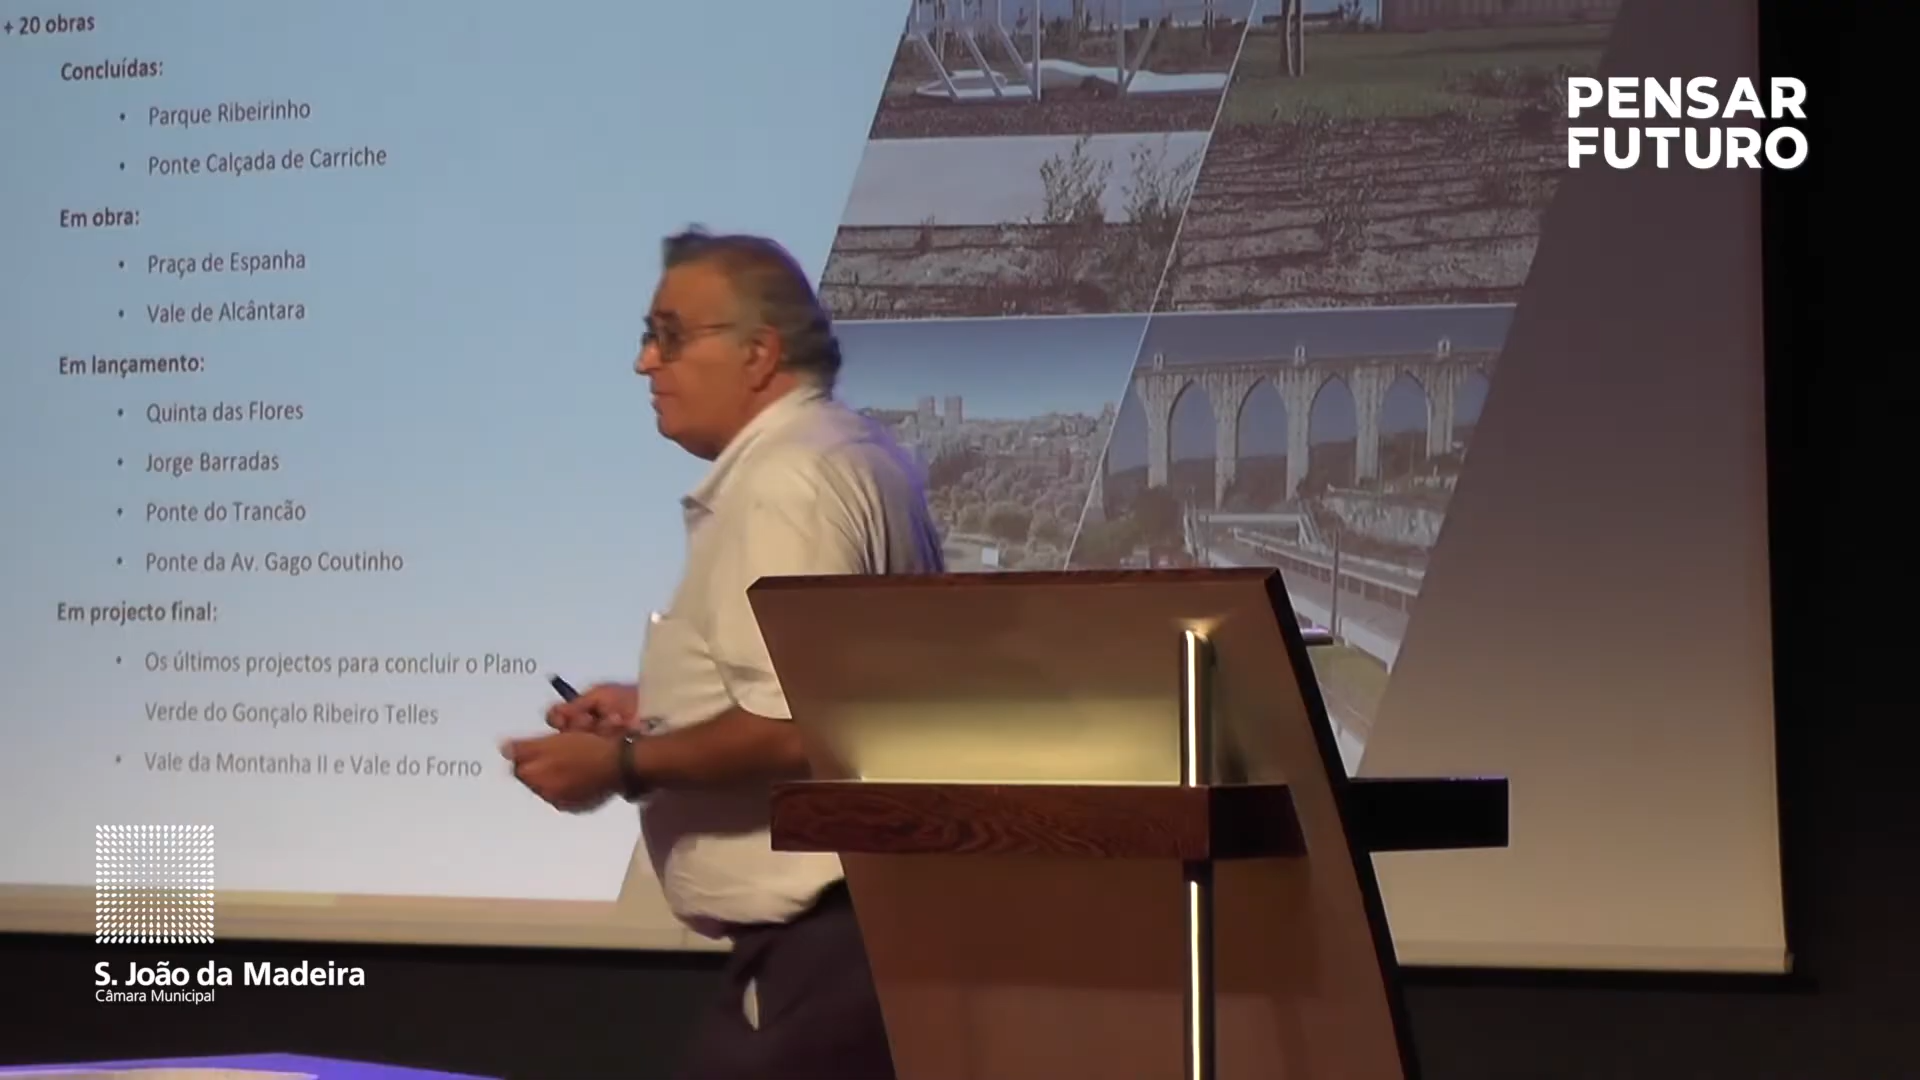 + 20 obras
Concluídas:
• Parque Ribeirinho
• Ponte Calçada de Carriche
Em obra:
• Praça de Espanha
• Vale de Alcântara
Em lançamento:
• Quinta das Flores
• Jorge Barradas
• Ponte do Trancão
• Ponte da Av. Gago Coutinho
Em projecto final:
• Os últimos projectos para concluir o Plano
Verde do Gonçalo Ribeiro Telles
• Vale da Montanha II e Vale do Forno
PENSAR
FUTURO
S. João da Madeira
Câmara Municipal